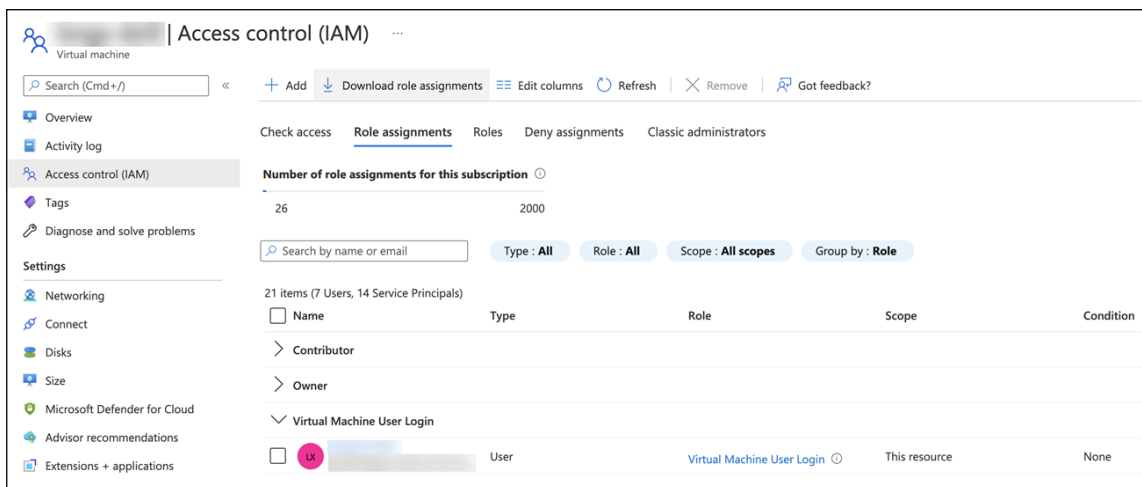 | Access control (IAM) ...
Virtual machine
Search (Cmd+/) «
Overview
Activity log
Access control (IAM)
Tags
Diagnose and solve problems
Settings
Networking
Connect
Disks
Size
Microsoft Defender for Cloud
Advisor recommendations
Extensions + applications
Add Download role assignments Edit columns Refresh Remove Got feedback?
Check access Role assignments Roles Deny assignments Classic administrators
Number of role assignments for this subscription
26 2000
Search by name or email Type : All Role : All Scope : All scopes Group by : Role
21 items (7 Users, 14 Service Principals)
Name Type Role Scope Condition
Contributor
Owner
Virtual Machine User Login
LX User Virtual Machine User Login This resource None